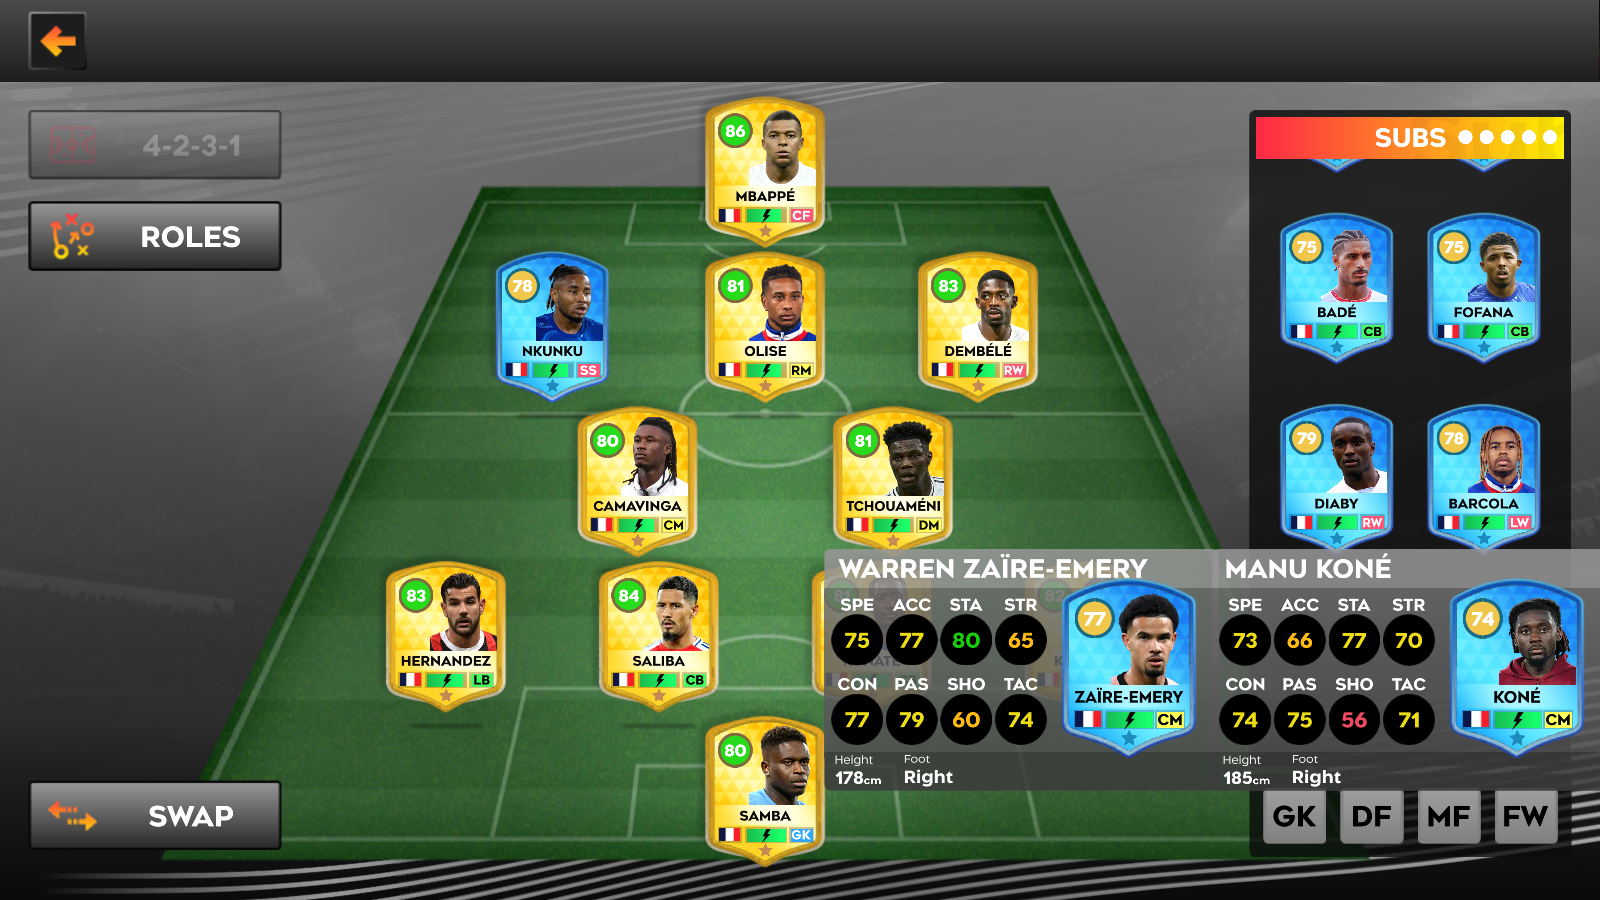 4-2-3-1
ROLES
SWAP
86
MBAPPÉ
CF
78
NKUNKU
SS
81
OLISE
RM
83
DEMBÉLÉ
RW
80
CAMAVINGA
CM
81
TCHOUAMÉNI
DM
83
HERNANDEZ
LB
84
SALIBA
CB
81
82
80
SAMBA
GK
SUBS
75
BADÉ
CB
75
FOFANA
CB
79
DIABY
RW
78
BARCOLA
LW
WARREN ZAÏRE-EMERY
SPE ACC STA STR
75 77 80 65
CON PAS SHO TAC
77 79 60 74
Height Foot
178cm Right
77
ZAÏRE-EMERY
CM
MANU KONÉ
SPE ACC STA STR
73 66 77 70
CON PAS SHO TAC
74 75 56 71
Height Foot
185cm Right
74
KONÉ
CM
GK DF MF FW